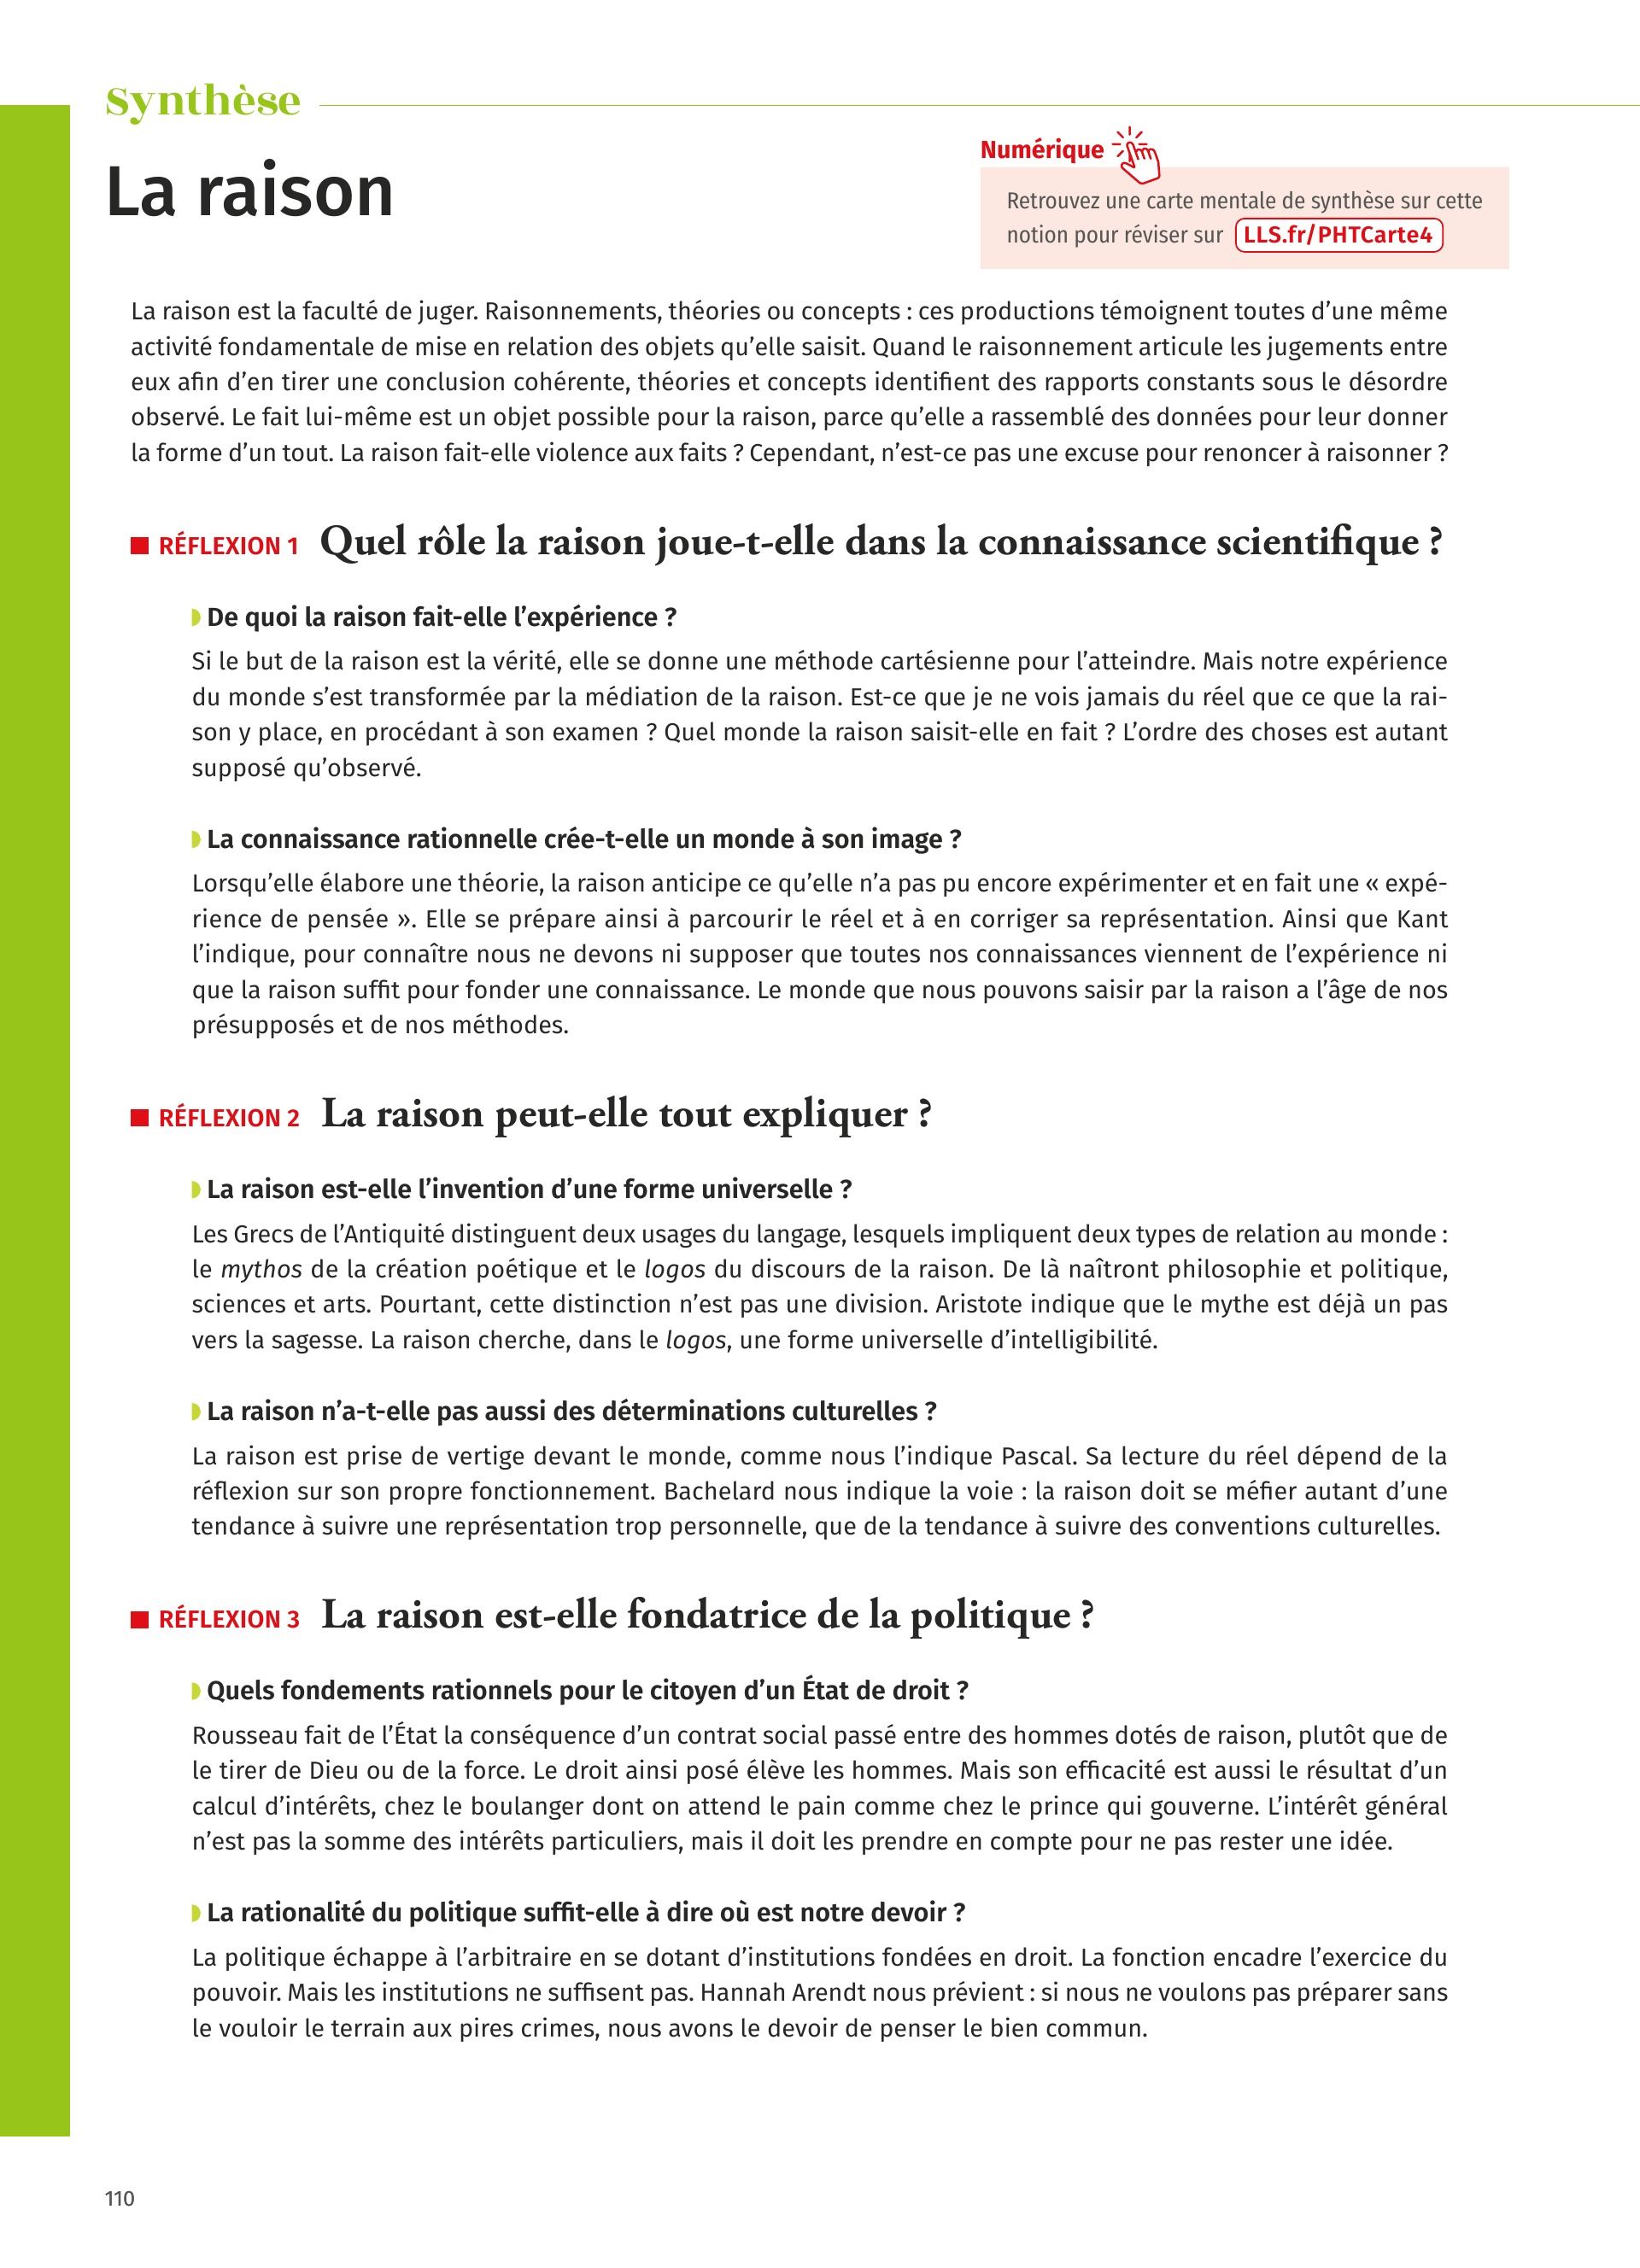 Synthèse
La raison
Numérique
Retrouvez une carte mentale de synthèse sur cette
notion pour réviser sur LLS.fr/PHTCarte4
La raison est la faculté de juger. Raisonnements, théories ou concepts : ces productions témoignent toutes d’une même
activité fondamentale de mise en relation des objets qu’elle saisit. Quand le raisonnement articule les jugements entre
eux afin d’en tirer une conclusion cohérente, théories et concepts identifient des rapports constants sous le désordre
observé. Le fait lui-même est un objet possible pour la raison, parce qu’elle a rassemblé des données pour leur donner
la forme d’un tout. La raison fait-elle violence aux faits ? Cependant, n’est-ce pas une excuse pour renoncer à raisonner ?
RÉFLEXION 1 Quel rôle la raison joue-t-elle dans la connaissance scientifique ?
De quoi la raison fait-elle l’expérience ?
Si le but de la raison est la vérité, elle se donne une méthode cartésienne pour l’atteindre. Mais notre expérience
du monde s’est transformée par la médiation de la raison. Est-ce que je ne vois jamais du réel que ce que la rai-
son y place, en procédant à son examen ? Quel monde la raison saisit-elle en fait ? L’ordre des choses est autant
supposé qu’observé.
La connaissance rationnelle crée-t-elle un monde à son image ?
Lorsqu’elle élabore une théorie, la raison anticipe ce qu’elle n’a pas pu encore expérimenter et en fait une « expé-
rience de pensée ». Elle se prépare ainsi à parcourir le réel et à en corriger sa représentation. Ainsi que Kant
l’indique, pour connaître nous ne devons ni supposer que toutes nos connaissances viennent de l’expérience ni
que la raison suffit pour fonder une connaissance. Le monde que nous pouvons saisir par la raison a l’âge de nos
présupposés et de nos méthodes.
RÉFLEXION 2 La raison peut-elle tout expliquer ?
La raison est-elle l’invention d’une forme universelle ?
Les Grecs de l’Antiquité distinguent deux usages du langage, lesquels impliquent deux types de relation au monde :
le mythos de la création poétique et le logos du discours de la raison. De là naîtront philosophie et politique,
sciences et arts. Pourtant, cette distinction n’est pas une division. Aristote indique que le mythe est déjà un pas
vers la sagesse. La raison cherche, dans le logos, une forme universelle d’intelligibilité.
La raison n’a-t-elle pas aussi des déterminations culturelles ?
La raison est prise de vertige devant le monde, comme nous l’indique Pascal. Sa lecture du réel dépend de la
réflexion sur son propre fonctionnement. Bachelard nous indique la voie : la raison doit se méfier autant d’une
tendance à suivre une représentation trop personnelle, que de la tendance à suivre des conventions culturelles.
RÉFLEXION 3 La raison est-elle fondatrice de la politique ?
Quels fondements rationnels pour le citoyen d’un État de droit ?
Rousseau fait de l’État la conséquence d’un contrat social passé entre des hommes dotés de raison, plutôt que de
le tirer de Dieu ou de la force. Le droit ainsi posé élève les hommes. Mais son efficacité est aussi le résultat d’un
calcul d’intérêts, chez le boulanger dont on attend le pain comme chez le prince qui gouverne. L’intérêt général
n’est pas la somme des intérêts particuliers, mais il doit les prendre en compte pour ne pas rester une idée.
La rationalité du politique suffit-elle à dire où est notre devoir ?
La politique échappe à l’arbitraire en se dotant d’institutions fondées en droit. La fonction encadre l’exercice du
pouvoir. Mais les institutions ne suffisent pas. Hannah Arendt nous prévient : si nous ne voulons pas préparer sans
le vouloir le terrain aux pires crimes, nous avons le devoir de penser le bien commun.
110